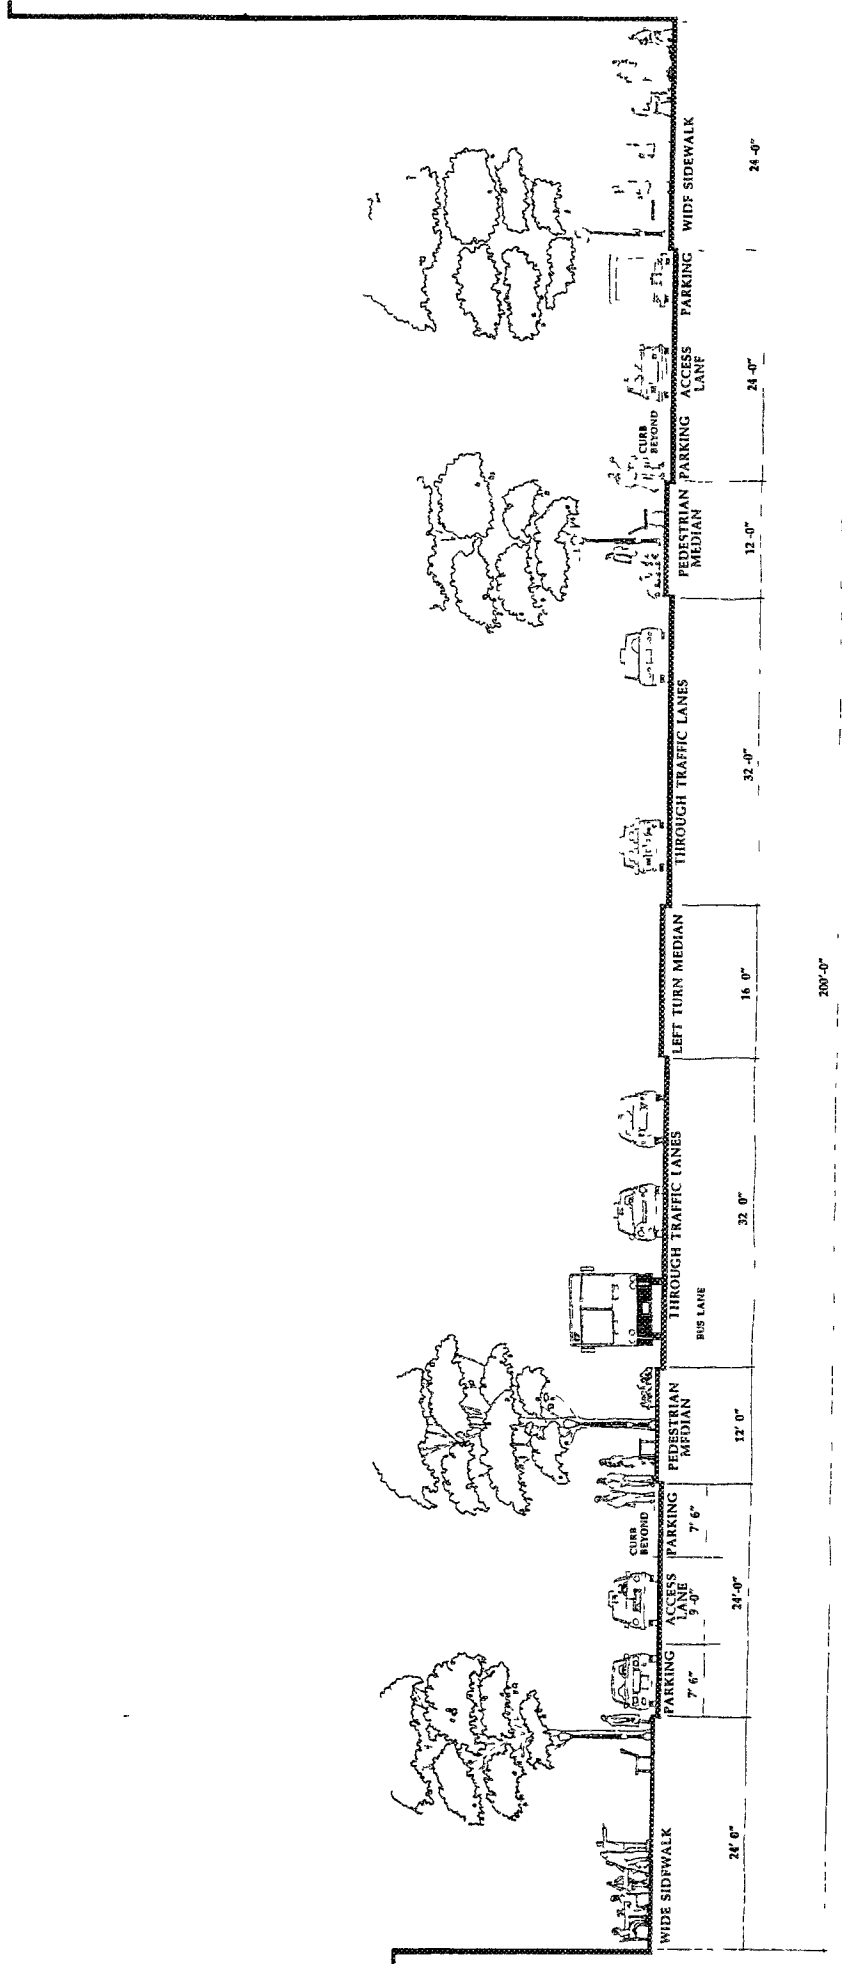 WIDE SIDEWALK
24' 0"
PARKING
7' 6"
ACCESS
LANE
9'-0"
24'-0"
CURB
BEYOND
PARKING
7' 6"
PEDESTRIAN
MEDIAN
12' 0"
THROUGH TRAFFIC LANES
BUS LANE
32 0"
LEFT TURN MEDIAN
16 0"
200'-0"
THROUGH TRAFFIC LANES
32 -0"
PEDESTRIAN
MEDIAN
12 -0"
CURB
BEYOND
PARKING
ACCESS
LANE
24 -0"
PARKING
WIDE SIDEWALK
24 -0"